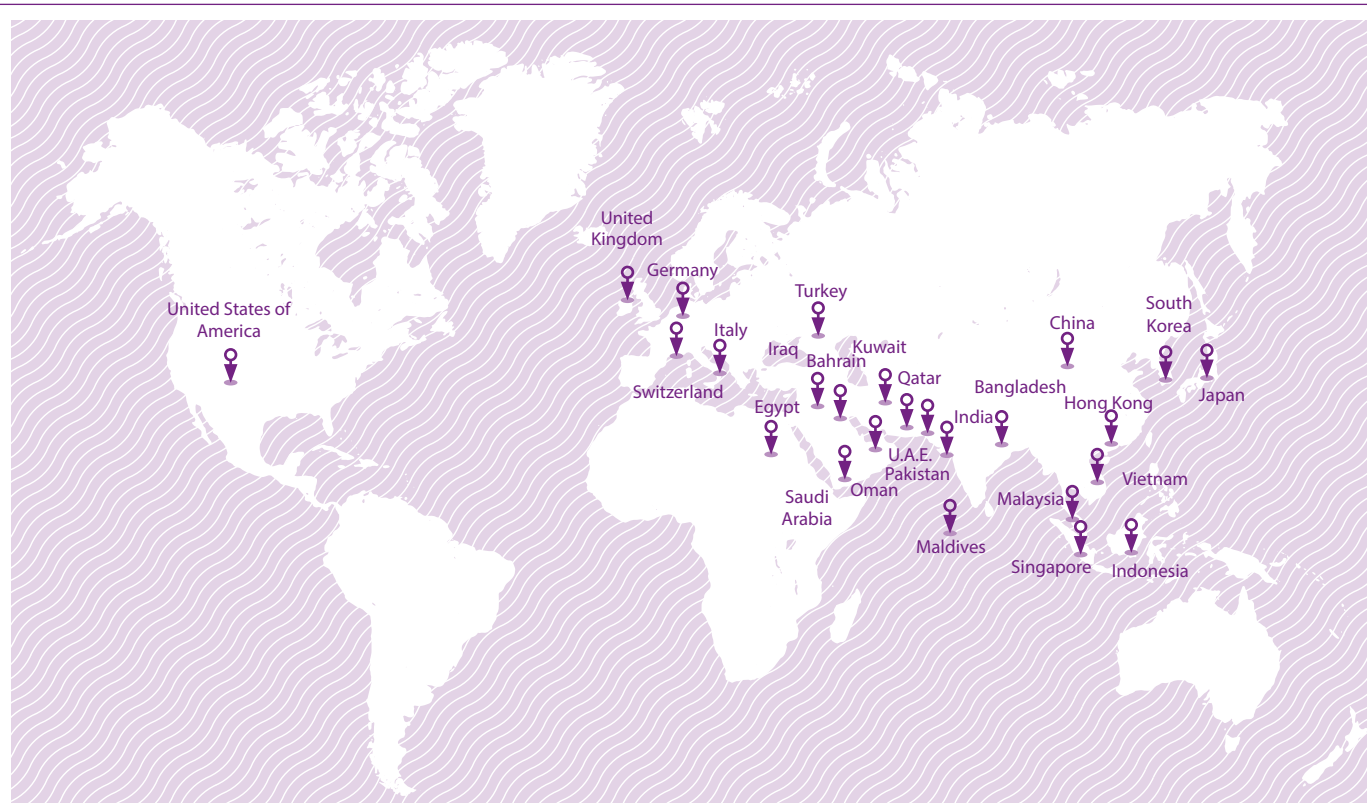 United
Kingdom
Germany
Turkey
United States of
America
South
Korea
China
Italy
Iraq
Kuwait
Bahrain
Qatar
Bangladesh
Switzerland
Japan
Egypt
Hong Kong
India
U.A.E.
Pakistan
Vietnam
Oman
Saudi
Arabia
Malaysia
Maldives
Singapore
Indonesia